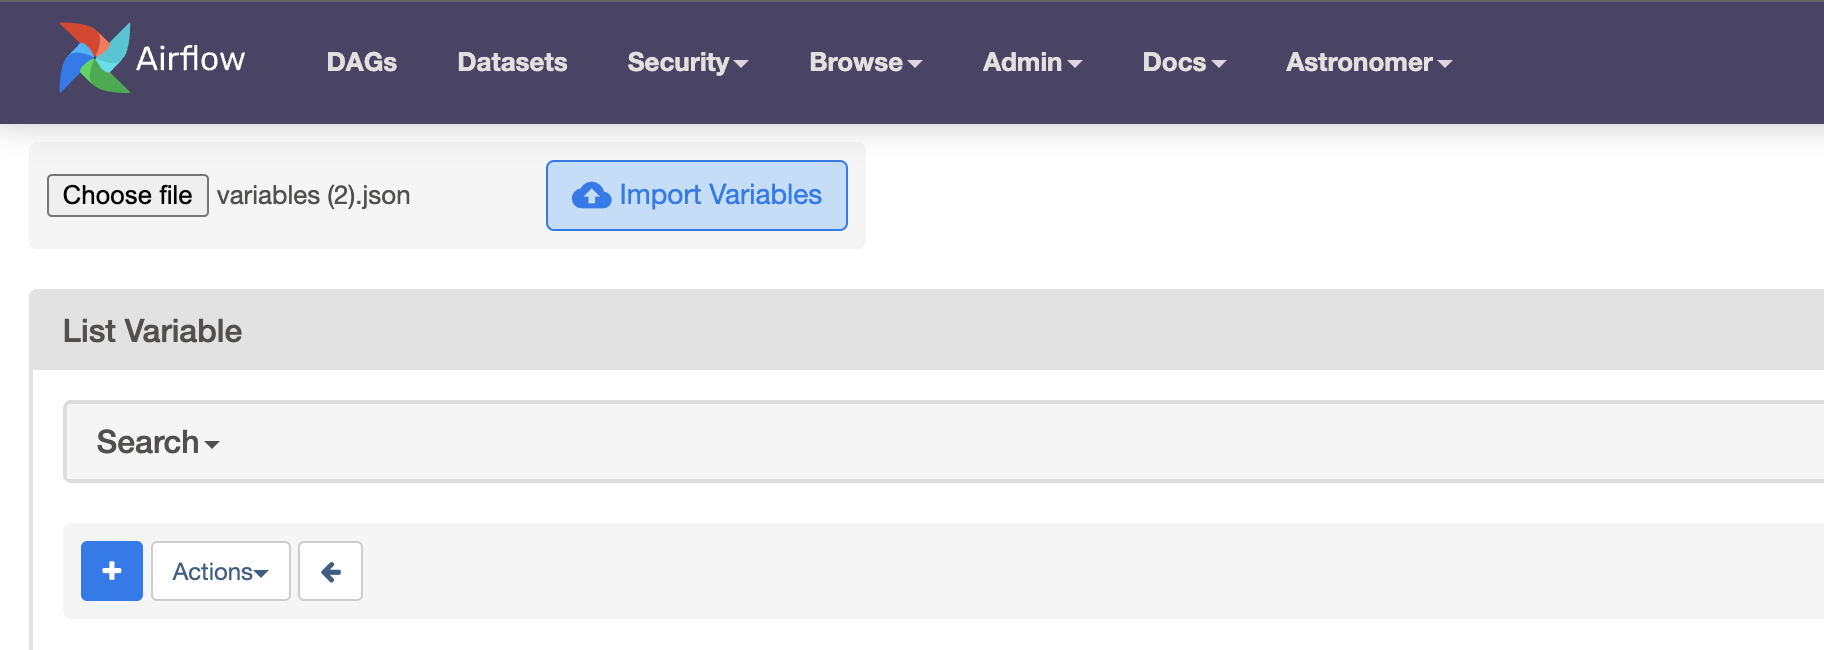 Airflow DAGs Datasets Security Browse Admin Docs Astronomer
Choose file variables (2).json Import Variables
List Variable
Search
+ Actions